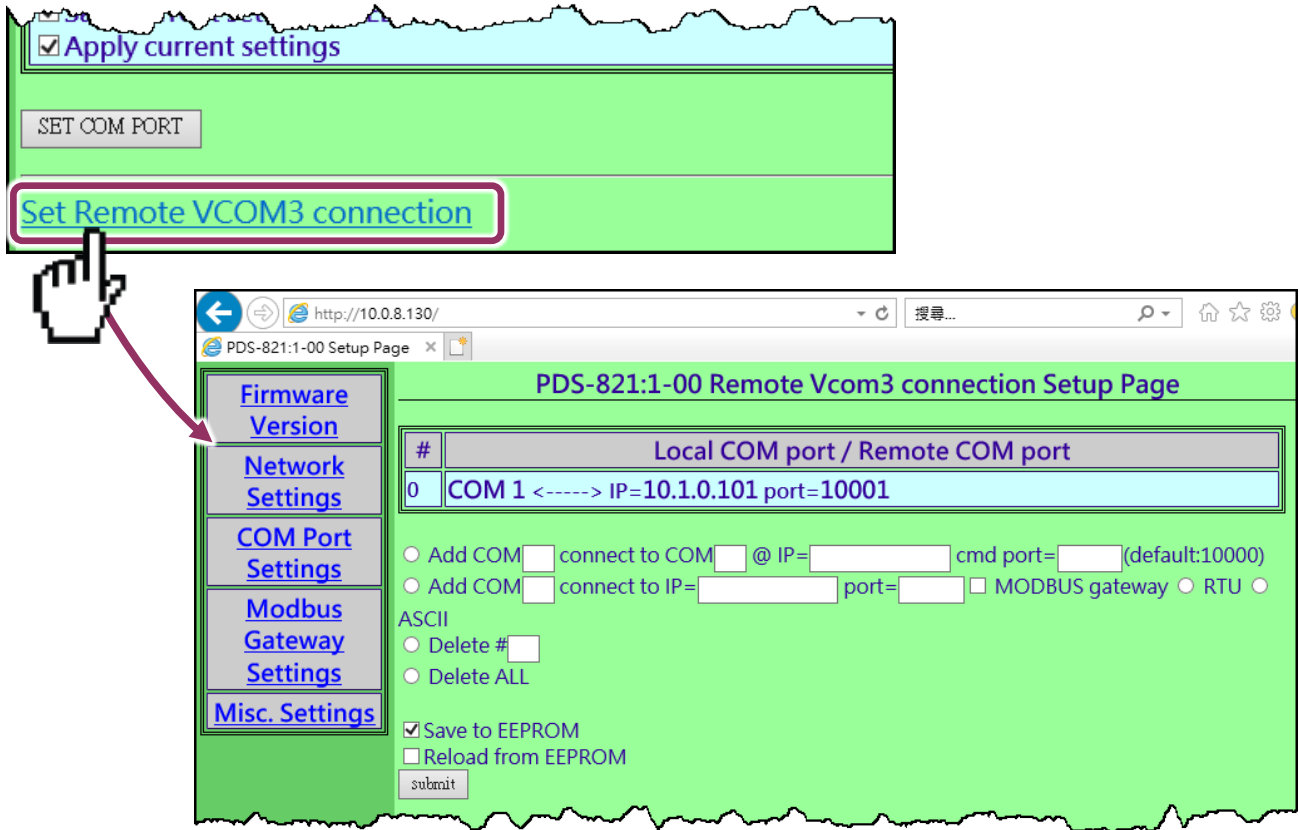 Apply current settings
SET COM PORT
Set Remote VCOM3 connection
http://10.0.8.130/
搜尋...
PDS-821:1-00 Setup Page
Firmware
Version
Network
Settings
COM Port
Settings
Modbus
Gateway
Settings
Misc. Settings
PDS-821:1-00 Remote Vcom3 connection Setup Page
# Local COM port / Remote COM port
0 COM 1 <-----> IP=10.1.0.101 port=10001
Add COM connect to COM @ IP= cmd port= (default:10000)
Add COM connect to IP= port= MODBUS gateway RTU
ASCII
Delete #
Delete ALL
Save to EEPROM
Reload from EEPROM
submit